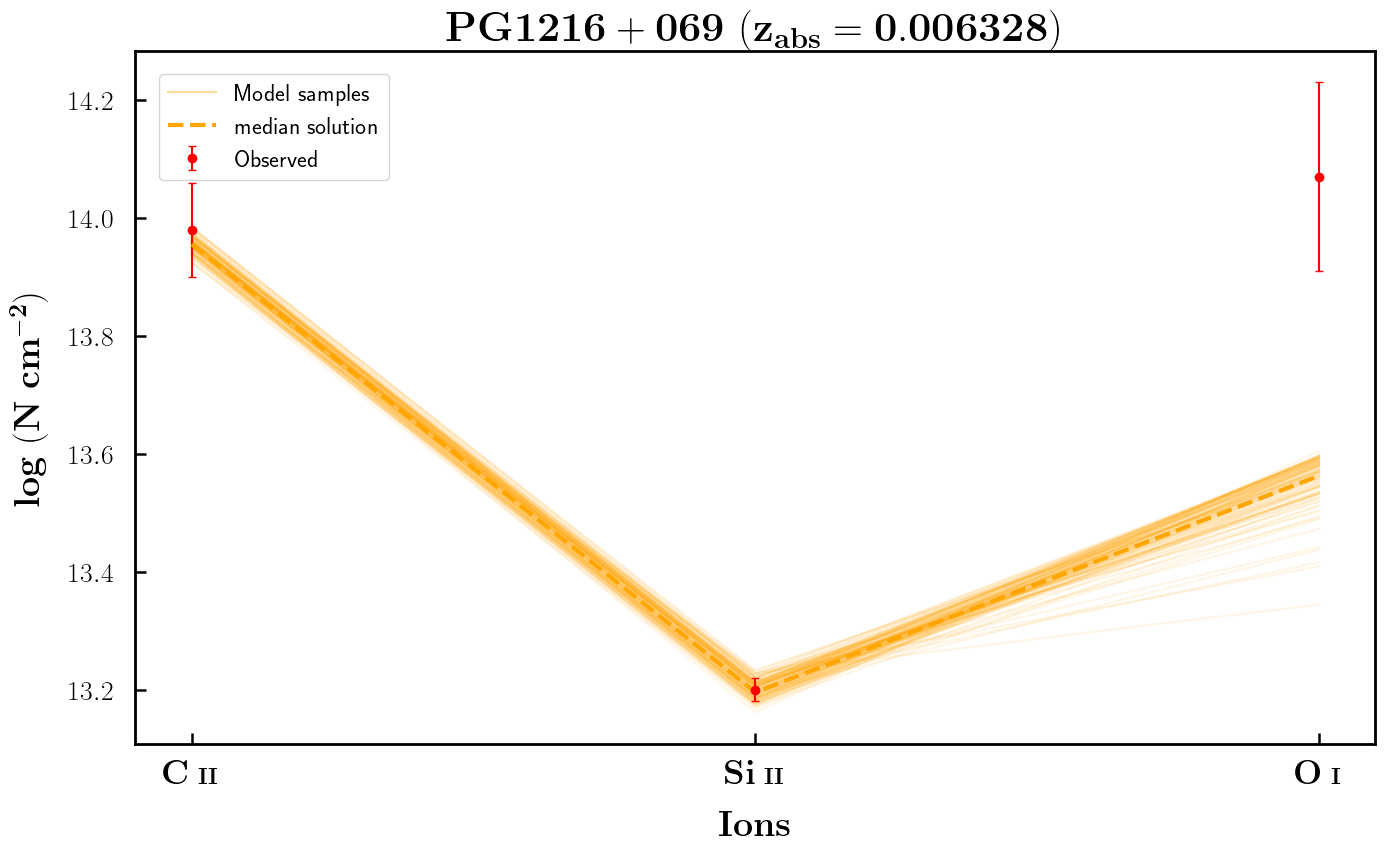 PG1216 + 069 (z_abs = 0.006328)
Model samples
median solution
Observed
log (N cm⁻²)
14.2
14.0
13.8
13.6
13.4
13.2
C II
Si II
O I
Ions